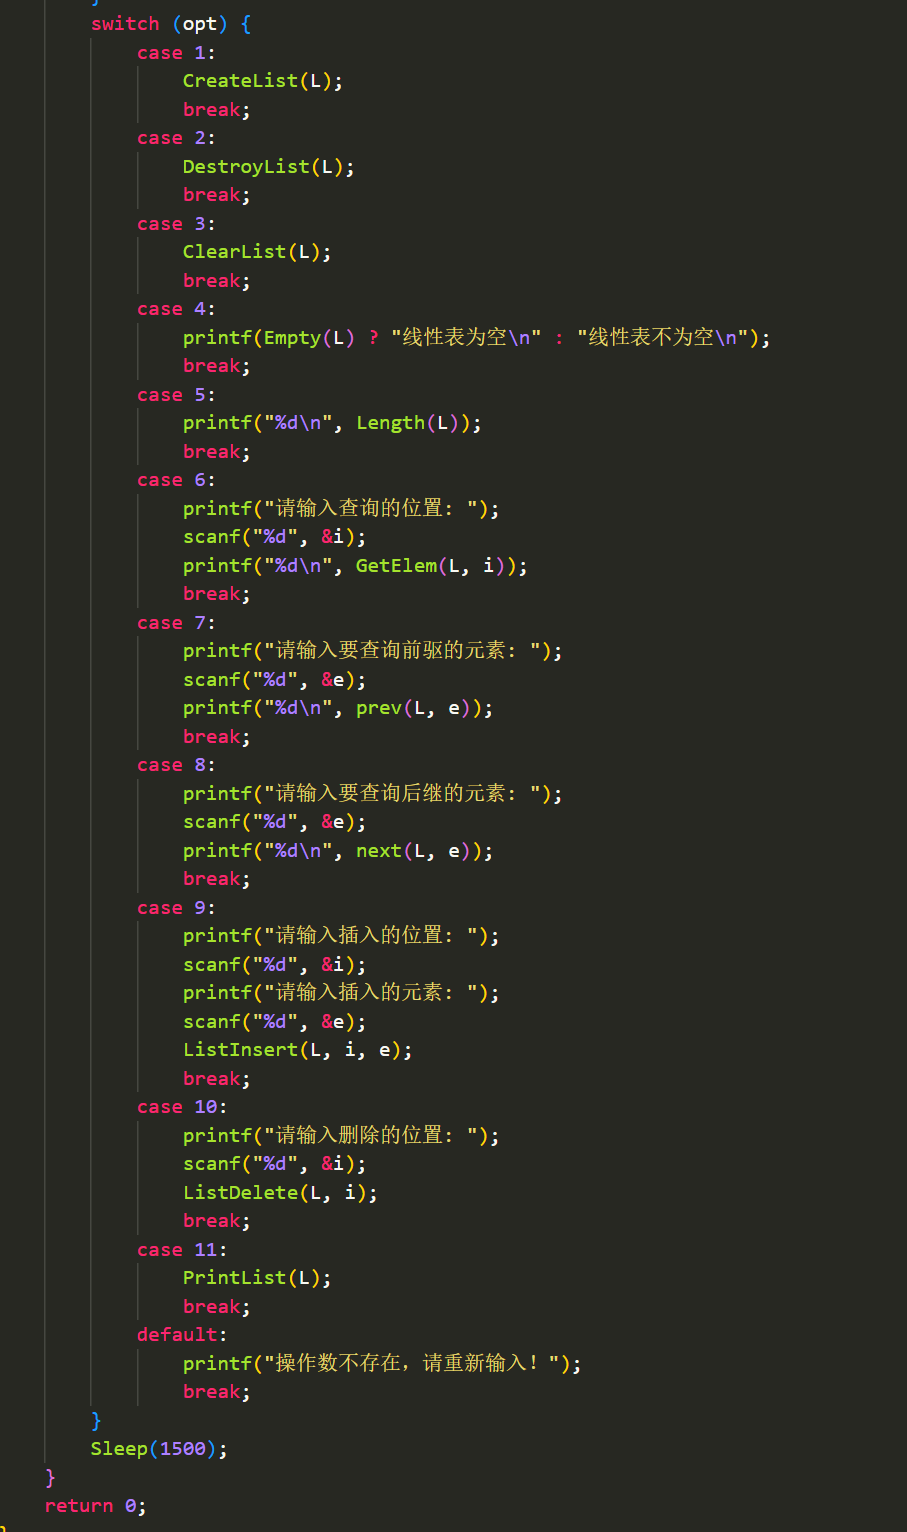 }
switch (opt) {
case 1:
CreateList(L);
break;
case 2:
DestroyList(L);
break;
case 3:
ClearList(L);
break;
case 4:
printf(Empty(L) ? "线性表为空\n" : "线性表不为空\n");
break;
case 5:
printf("%d\n", Length(L));
break;
case 6:
printf("请输入查询的位置: ");
scanf("%d", &i);
printf("%d\n", GetElem(L, i));
break;
case 7:
printf("请输入要查询前驱的元素: ");
scanf("%d", &e);
printf("%d\n", prev(L, e));
break;
case 8:
printf("请输入要查询后继的元素: ");
scanf("%d", &e);
printf("%d\n", next(L, e));
break;
case 9:
printf("请输入插入的位置: ");
scanf("%d", &i);
printf("请输入插入的元素: ");
scanf("%d", &e);
ListInsert(L, i, e);
break;
case 10:
printf("请输入删除的位置: ");
scanf("%d", &i);
ListDelete(L, i);
break;
case 11:
PrintList(L);
break;
default:
printf("操作数不存在，请重新输入！");
break;
}
Sleep(1500);
}
return 0;
}